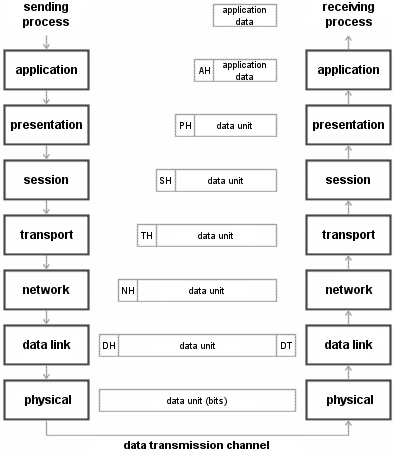 sending
process
application
data
receiving
process
application
AH
application
data
application
presentation
PH
data unit
presentation
session
SH
data unit
session
transport
TH
data unit
transport
network
NH
data unit
network
data link
DH
data unit
DT
data link
physical
data unit (bits)
physical
data transmission channel